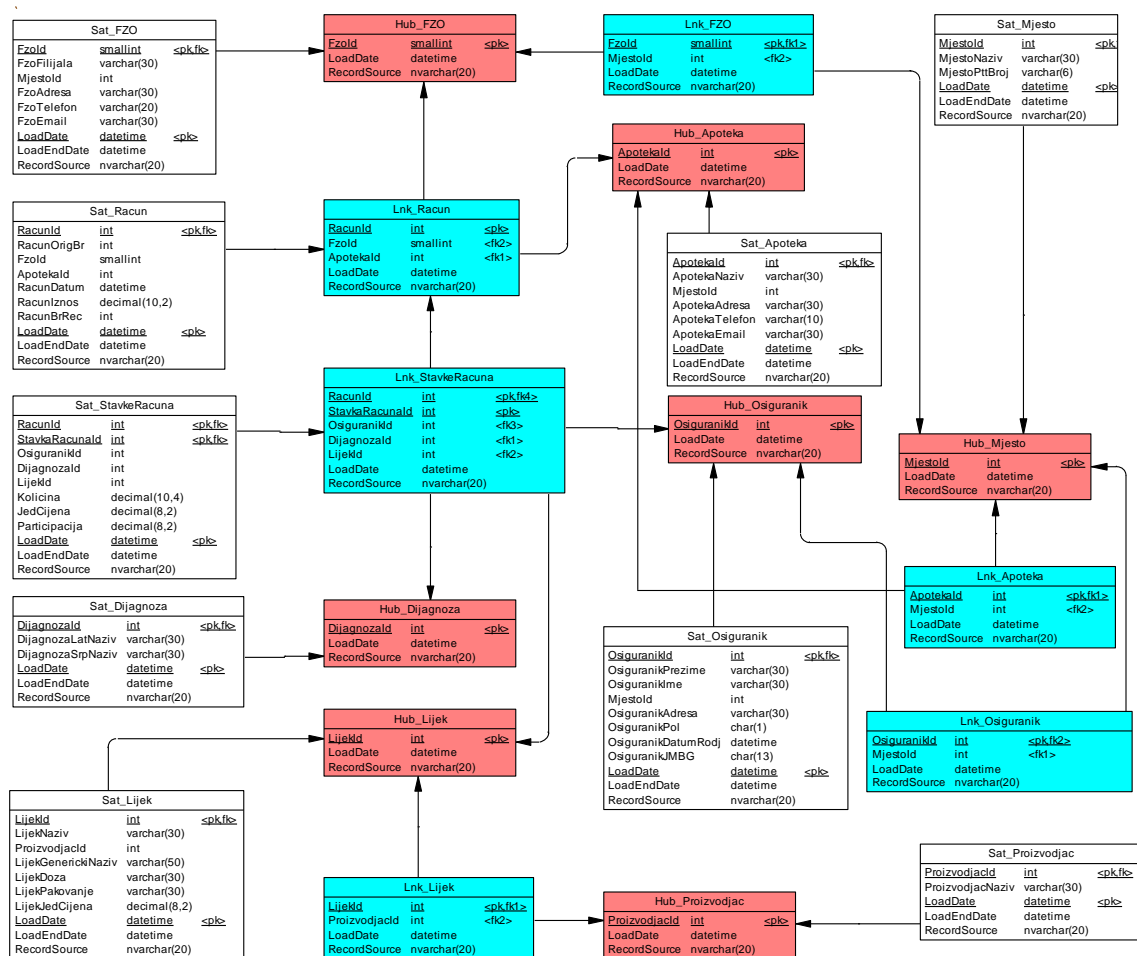 Sat_FZO
FzoId smallint <pk,fk>
FzoFilijala varchar(30)
MjestoId int
FzoAdresa varchar(30)
FzoTelefon varchar(20)
FzoEmail varchar(30)
LoadDate datetime <pk>
LoadEndDate datetime
RecordSource nvarchar(20)
Hub_FZO
FzoId smallint <pk>
LoadDate datetime
RecordSource nvarchar(20)
Lnk_FZO
FzoId smallint <pk,fk1>
MjestoId int <fk2>
LoadDate datetime
RecordSource nvarchar(20)
Sat_Mjesto
MjestoId int <pk,
MjestoNaziv varchar(30)
MjestoPttBroj varchar(6)
LoadDate datetime <pk
LoadEndDate datetime
RecordSource nvarchar(20)
Hub_Apoteka
ApotekaId int <pk>
LoadDate datetime
RecordSource nvarchar(20)
Sat_Racun
RacunId int <pk,fk>
RacunOrigBr int
FzoId smallint
ApotekaId int
RacunDatum datetime
RacunIznos decimal(10,2)
RacunBrRec int
LoadDate datetime <pk>
LoadEndDate datetime
RecordSource nvarchar(20)
Lnk_Racun
RacunId int <pk>
FzoId smallint <fk2>
ApotekaId int <fk1>
LoadDate datetime
RecordSource nvarchar(20)
Sat_Apoteka
ApotekaId int <pk,fk>
ApotekaNaziv varchar(30)
MjestoId int
ApotekaAdresa varchar(30)
ApotekaTelefon varchar(10)
ApotekaEmail varchar(30)
LoadDate datetime <pk>
LoadEndDate datetime
RecordSource nvarchar(20)
Sat_StavkeRacuna
RacunId int <pk,fk>
StavkaRacunaId int <pk,fk>
OsiguranikId int
DijagnozaId int
LijekId int
Kolicina decimal(10,4)
JedCijena decimal(8,2)
Participacija decimal(8,2)
LoadDate datetime <pk>
LoadEndDate datetime
RecordSource nvarchar(20)
Lnk_StavkeRacuna
RacunId int <pk,fk4>
StavkaRacunaId int <pk>
OsiguranikId int <fk3>
DijagnozaId int <fk1>
LijekId int <fk2>
LoadDate datetime
RecordSource nvarchar(20)
Hub_Osiguranik
OsiguranikId int <pk>
LoadDate datetime
RecordSource nvarchar(20)
Hub_Mjesto
MjestoId int <pk>
LoadDate datetime
RecordSource nvarchar(20)
Lnk_Apoteka
ApotekaId int <pk,fk1>
MjestoId int <fk2>
LoadDate datetime
RecordSource nvarchar(20)
Sat_Dijagnoza
DijagnozaId int <pk,fk>
DijagnozaLatNaziv varchar(30)
DijagnozaSrpNaziv varchar(30)
LoadDate datetime <pk>
LoadEndDate datetime
RecordSource nvarchar(20)
Hub_Dijagnoza
DijagnozaId int <pk>
LoadDate datetime
RecordSource nvarchar(20)
Sat_Osiguranik
OsiguranikId int <pk,fk>
OsiguranikPrezime varchar(30)
OsiguranikIme varchar(30)
MjestoId int
OsiguranikAdresa varchar(30)
OsiguranikPol char(1)
OsiguranikDatumRodj datetime
OsiguranikJMBG char(13)
LoadDate datetime <pk>
LoadEndDate datetime
RecordSource nvarchar(20)
Lnk_Osiguranik
OsiguranikId int <pk,fk2>
MjestoId int <fk1>
LoadDate datetime
RecordSource nvarchar(20)
Hub_Lijek
LijekId int <pk>
LoadDate datetime
RecordSource nvarchar(20)
Sat_Lijek
LijekId int <pk,fk>
LijekNaziv varchar(30)
ProizvodjacId int
LijekGenerickiNaziv varchar(50)
LijekDoza varchar(30)
LijekPakovanje varchar(30)
LijekJedCijena decimal(8,2)
LoadDate datetime <pk>
LoadEndDate datetime
RecordSource nvarchar(20)
Lnk_Lijek
LijekId int <pk,fk1>
ProizvodjacId int <fk2>
LoadDate datetime
RecordSource nvarchar(20)
Hub_Proizvodjac
ProizvodjacId int <pk>
LoadDate datetime
RecordSource nvarchar(20)
Sat_Proizvodjac
ProizvodjacId int <pk,fk>
ProizvodjacNaziv varchar(30)
LoadDate datetime <pk>
LoadEndDate datetime
RecordSource nvarchar(20)